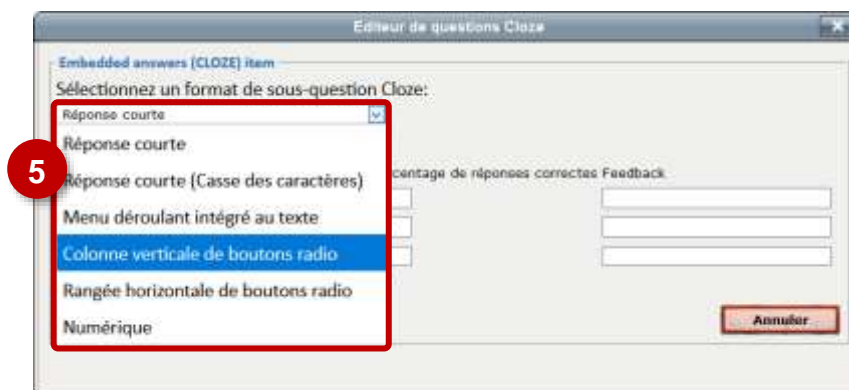 Editeur de questions Cloze
Embedded answers (CLOZE) item
Sélectionnez un format de sous-question Cloze:
Réponse courte
Réponse courte
5
Réponse courte (Casse des caractères)
centage de réponses correctes Feedback
Menu déroulant intégré au texte
Colonne verticale de boutons radio
Rangée horizontale de boutons radio
Numérique
Annuler